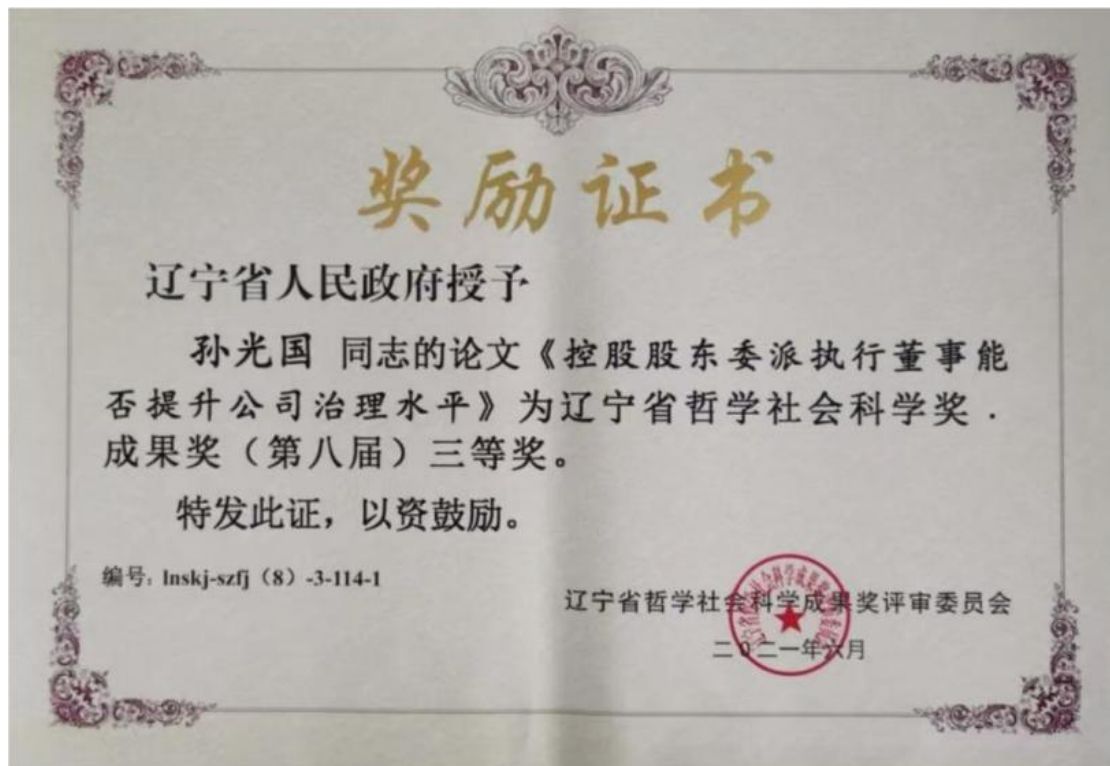 奖励证书
辽宁省人民政府授予
孙光国 同志的论文《控股股东委派执行董事能
否提升公司治理水平》为辽宁省哲学社会科学奖.
成果奖（第八届）三等奖。
特发此证，以资鼓励。
编号：lnskj-szfj（8）-3-114-1
辽宁省哲学社会科学成果奖评审委员会
二〇二一年六月